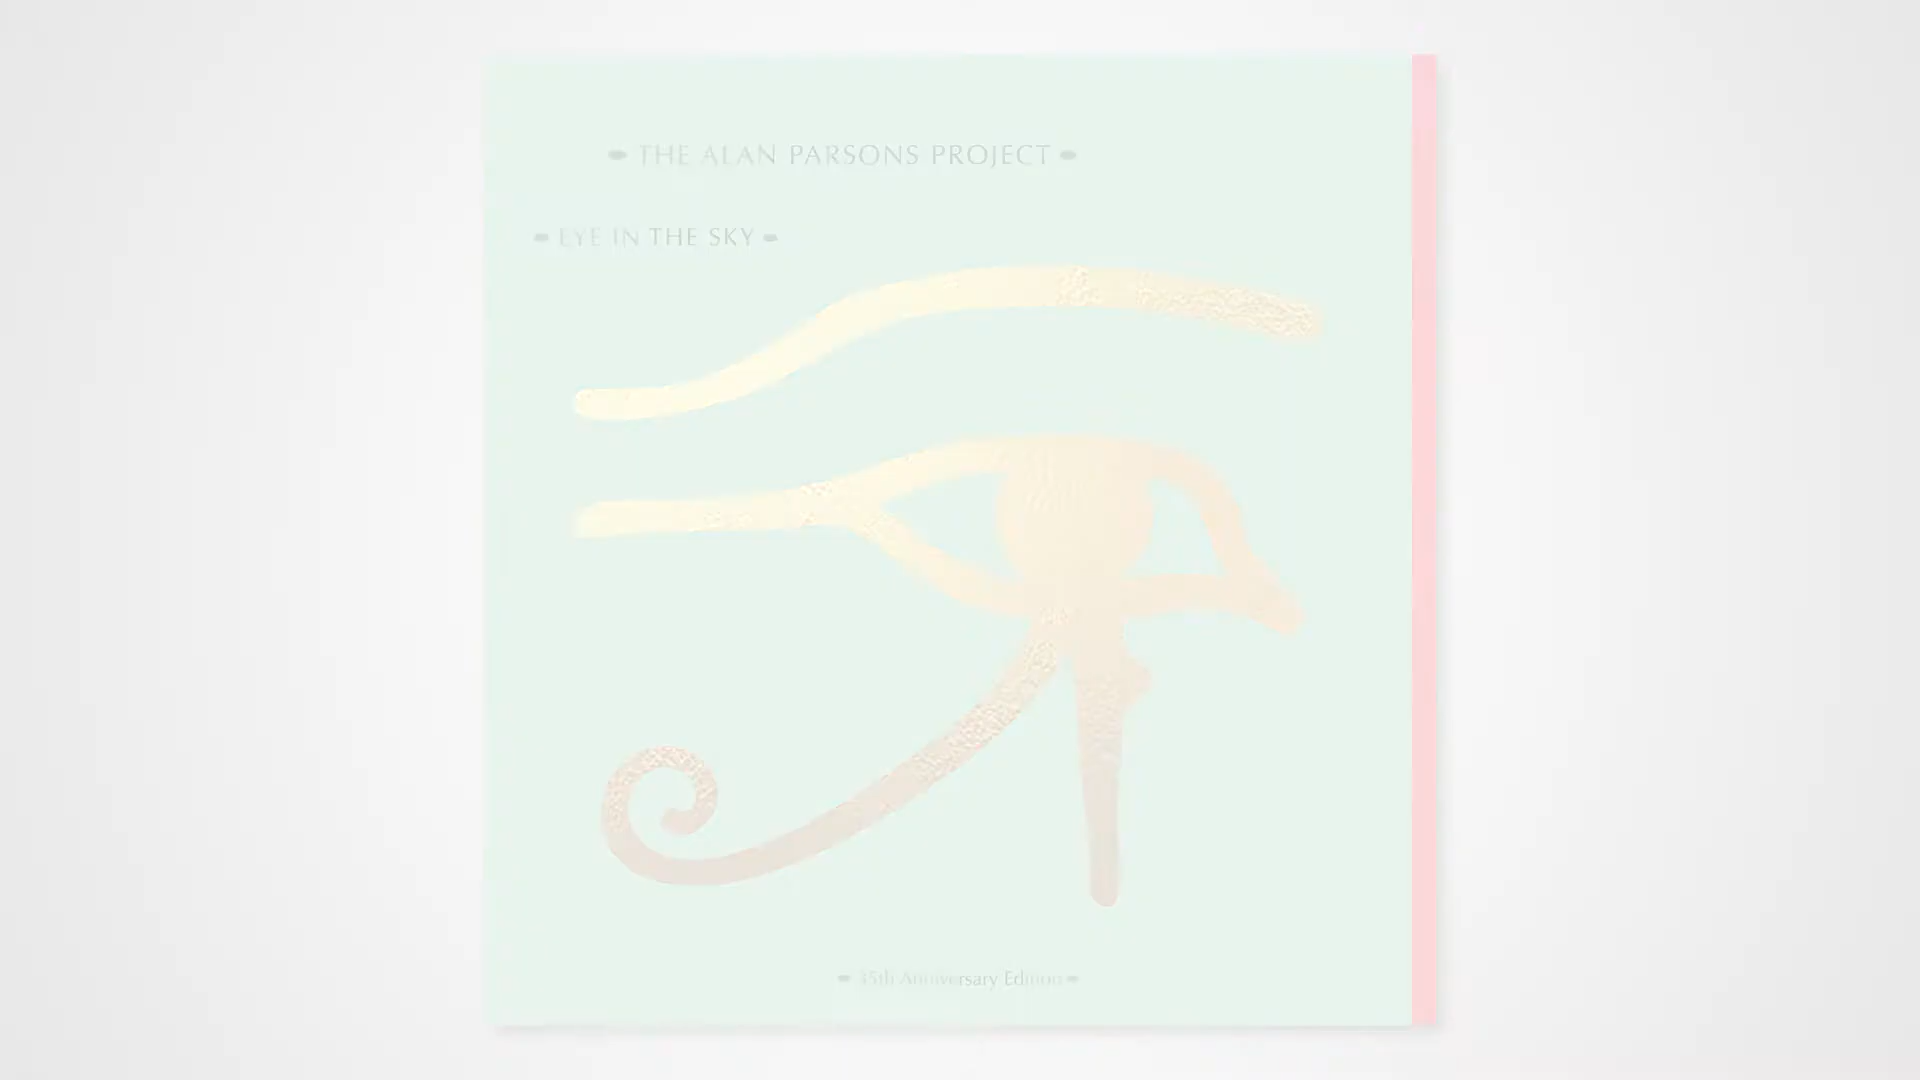 THE ALAN PARSONS PROJECT
EYE IN THE SKY
35th Anniversary Edition